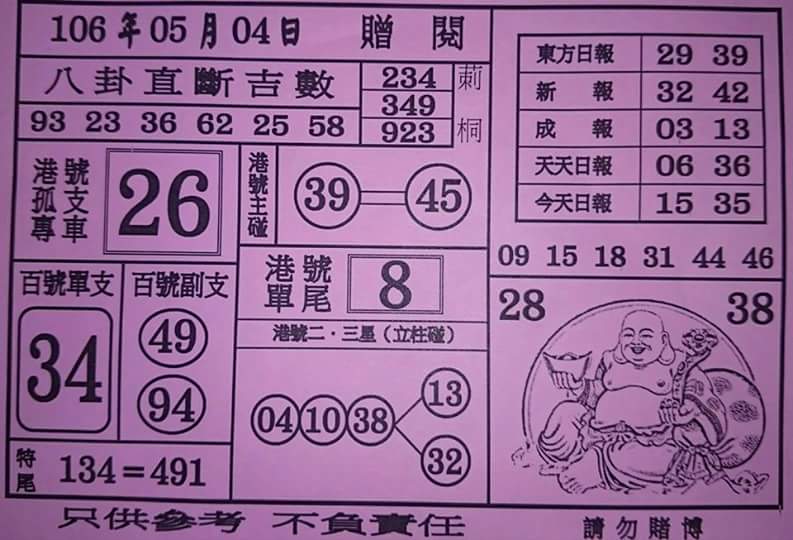 106年05月04日 贈閱
八卦直斷吉數
93 23 36 62 25 58
234
349
923
莿桐
港號孤支專車
26
港號主碰
39 45
百號單支
34
百號副支
49
94
港號單尾
8
港號二·三星(立柱碰)
04 10 38
13
32
特尾
134=491
東方日報 29 39
新報 32 42
成報 03 13
天天日報 06 36
今天日報 15 35
09 15 18 31 44 46
28 38
只供參考 不負責任
請勿賭博